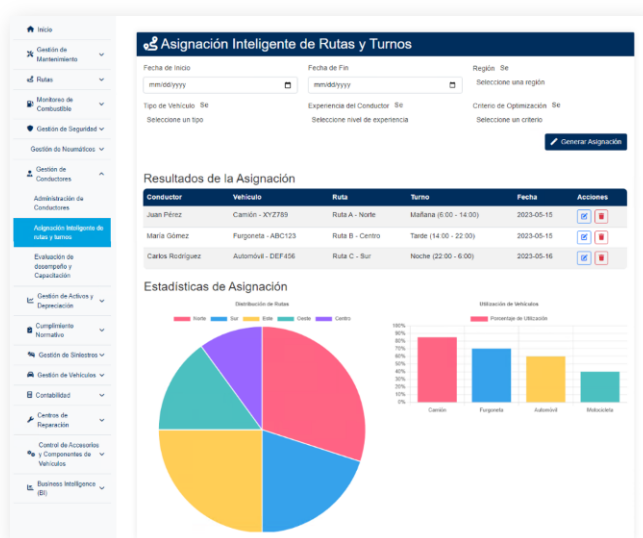 Inicio
Gestión de
Mantenimiento
Rutas
Monitoreo de
Combustible
Gestión de Seguridad
Gestión de Neumáticos
Gestión de
Conductores
Administración de
Conductores
Asignación Inteligente de
rutas y turnos
Evaluación de
desempeño y
Capacitación
Gestión de Activos y
Depreciación
Cumplimiento
Normativo
Gestión de Siniestros
Gestión de Vehículos
Contabilidad
Centros de
Reparación
Control de Accesorios
y Componentes de
Vehículos
Business Intelligence
(BI)
Asignación Inteligente de Rutas y Turnos
Fecha de Inicio Fecha de Fin Región Se
mm/dd/yyyy mm/dd/yyyy Seleccione una región
Tipo de Vehículo Se Experiencia del Conductor Se Criterio de Optimización Se
Seleccione un tipo Seleccione nivel de experiencia Seleccione un criterio
Generar Asignación
Resultados de la Asignación
Conductor Vehículo Ruta Turno Fecha Acciones
Juan Pérez Camión - XYZ789 Ruta A - Norte Mañana (6:00 - 14:00) 2023-05-15
María Gómez Furgoneta - ABC123 Ruta B - Centro Tarde (14:00 - 22:00) 2023-05-15
Carlos Rodríguez Automóvil - DEF456 Ruta C - Sur Noche (22:00 - 6:00) 2023-05-16
Estadísticas de Asignación
Distribución de Rutas
Norte Sur Este Oeste Centro
Utilización de Vehículos
Porcentaje de Utilización
100%
90%
80%
70%
60%
50%
40%
30%
20%
10%
0%
Camión Furgoneta Automóvil Motocicleta